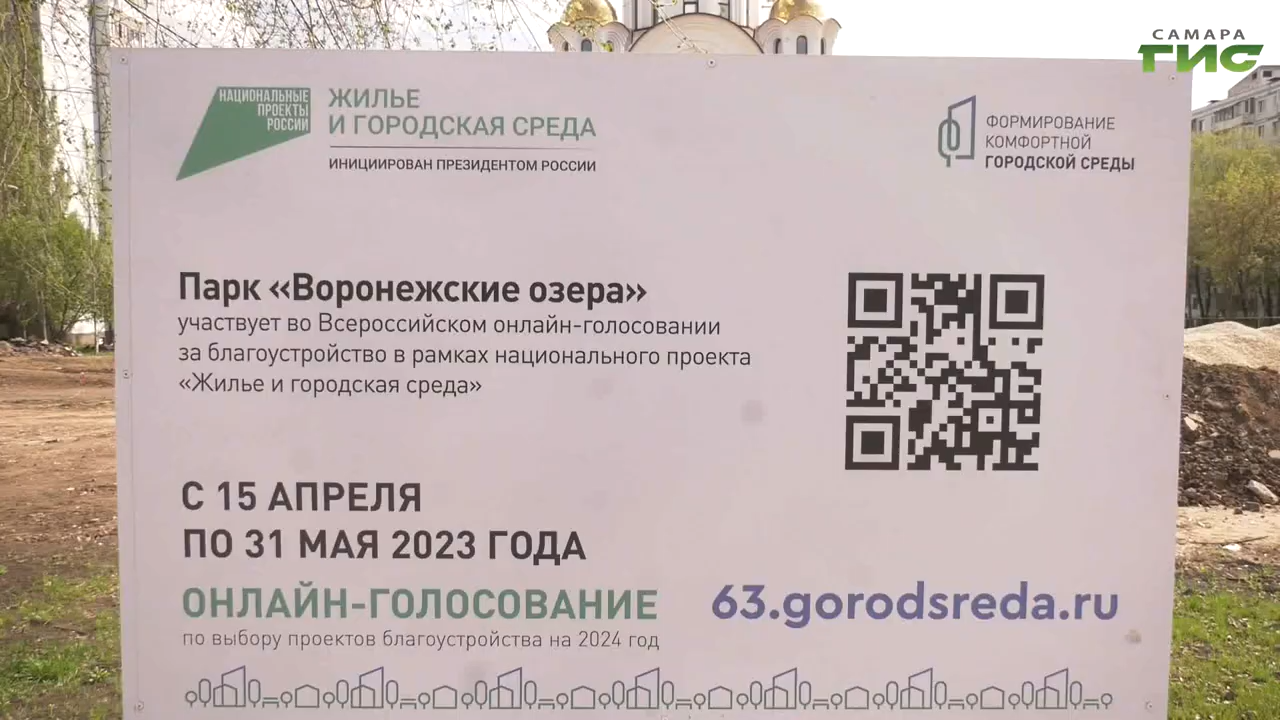 САМАРА
ГИС
НАЦИОНАЛЬНЫЕ
ПРОЕКТЫ
РОССИИ
ЖИЛЬЕ
И ГОРОДСКАЯ СРЕДА
ИНИЦИИРОВАН ПРЕЗИДЕНТОМ РОССИИ
ФОРМИРОВАНИЕ
КОМФОРТНОЙ
ГОРОДСКОЙ СРЕДЫ
Парк «Воронежские озера»
участвует во Всероссийском онлайн-голосовании
за благоустройство в рамках национального проекта
«Жилье и городская среда»
С 15 АПРЕЛЯ
ПО 31 МАЯ 2023 ГОДА
ОНЛАЙН-ГОЛОСОВАНИЕ
по выбору проектов благоустройства на 2024 год
63.gorodsreda.ru